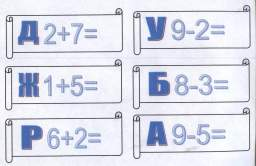 Д 2+7=
У 9-2=
Ж 1+5=
Б 8-3=
Р 6+2=
А 9-5=